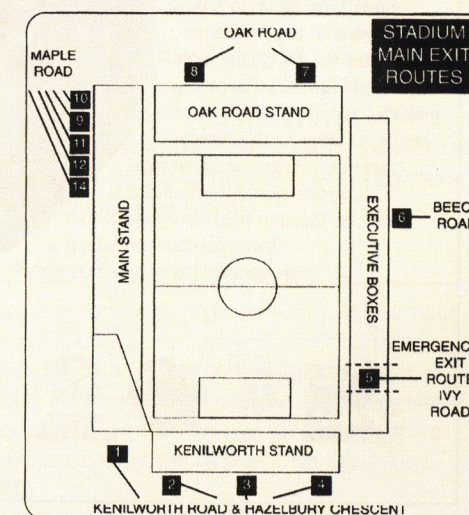 OAK ROAD
STADIUM
MAIN EXIT
ROUTES
MAPLE
ROAD
8
7
10
9
11
12
14
OAK ROAD STAND
MAIN STAND
EXECUTIVE BOXES
6
BEEC
ROAD
EMERGENC
EXIT
ROUTE
IVY
ROAD
5
KENILWORTH STAND
1
2
3
4
KENILWORTH ROAD & HAZELBURY CRESCENT